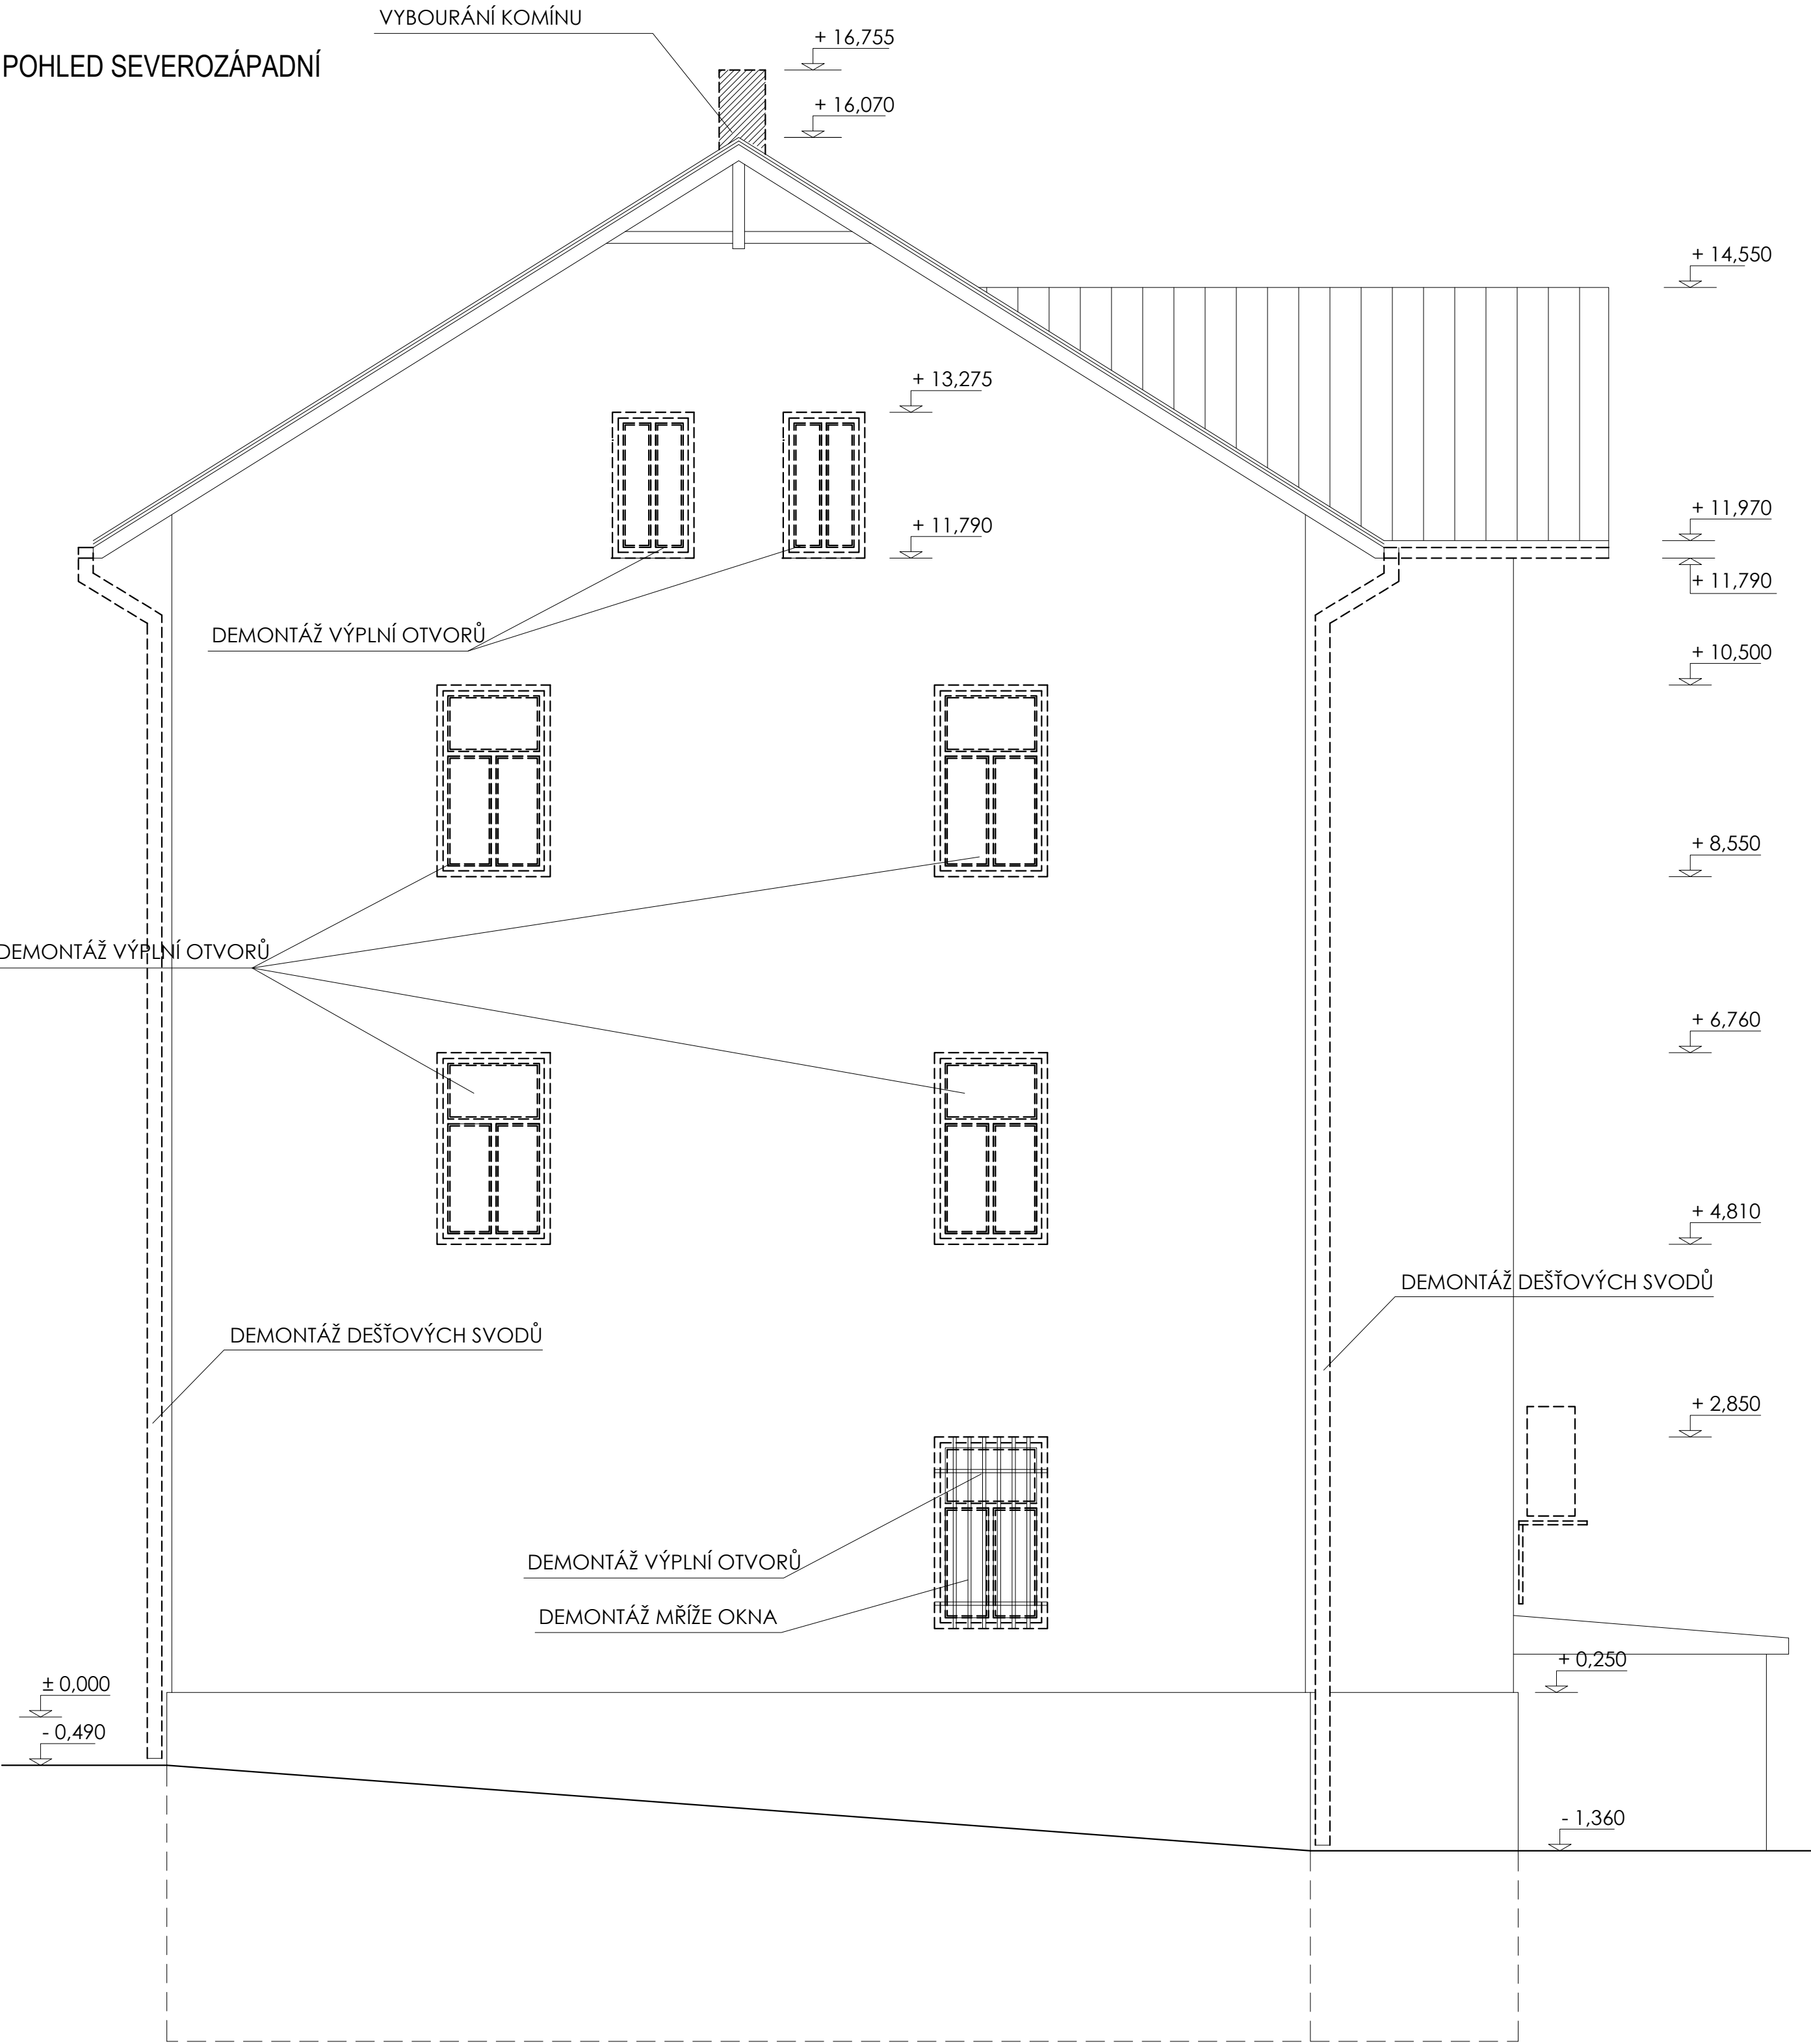 VYBOURÁNÍ KOMÍNU
+ 16,755
POHLED SEVEROZÁPADNÍ
+ 16,070
+ 14,550
+ 13,275
+ 11,970
+ 11,790
+ 11,790
DEMONTÁŽ VÝPLNÍ OTVORŮ
+ 10,500
+ 8,550
DEMONTÁŽ VÝPLNÍ OTVORŮ
+ 6,760
+ 4,810
DEMONTÁŽ DEŠŤOVÝCH SVODŮ
DEMONTÁŽ DEŠŤOVÝCH SVODŮ
+ 2,850
DEMONTÁŽ VÝPLNÍ OTVORŮ
DEMONTÁŽ MŘÍŽE OKNA
+ 0,250
± 0,000
- 0,490
- 1,360